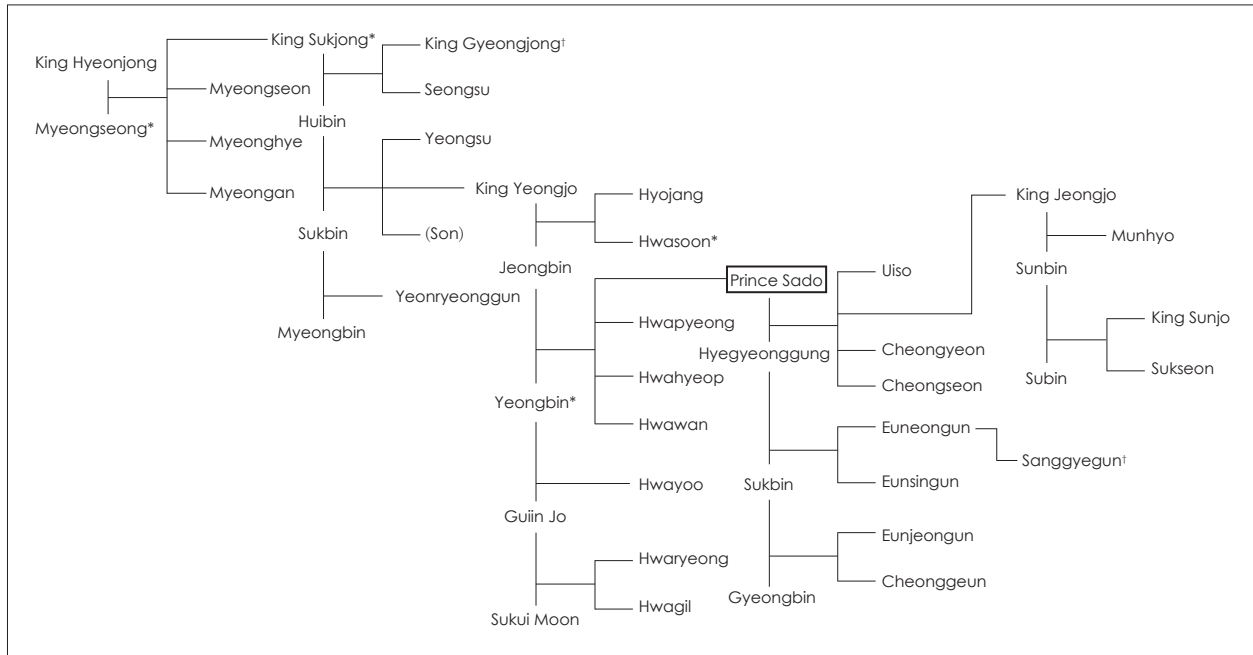 King Hyeonjong
Myeongseong*
King Sukjong*
Myeongseon
Myeonghye
Myeongan
Huibin
Sukbin
Myeongbin
King Gyeongjong†
Seongsu
Yeongsu
King Yeongjo
(Son)
Yeonryeonggun
Jeongbin
Yeongbin*
Guiin Jo
Sukui Moon
Hyojang
Hwasoon*
Prince Sado
Hwapyeong
Hwahyeop
Hwawan
Hwayoo
Hwaryeong
Hwagil
Hyegyeonggung
Sukbin
Gyeongbin
Uiso
King Jeongjo
Cheongyeon
Cheongseon
Euneongun
Eunsingun
Eunjeongun
Cheonggeun
Sanggyegun†
Sunbin
Subin
Munhyo
King Sunjo
Sukseon